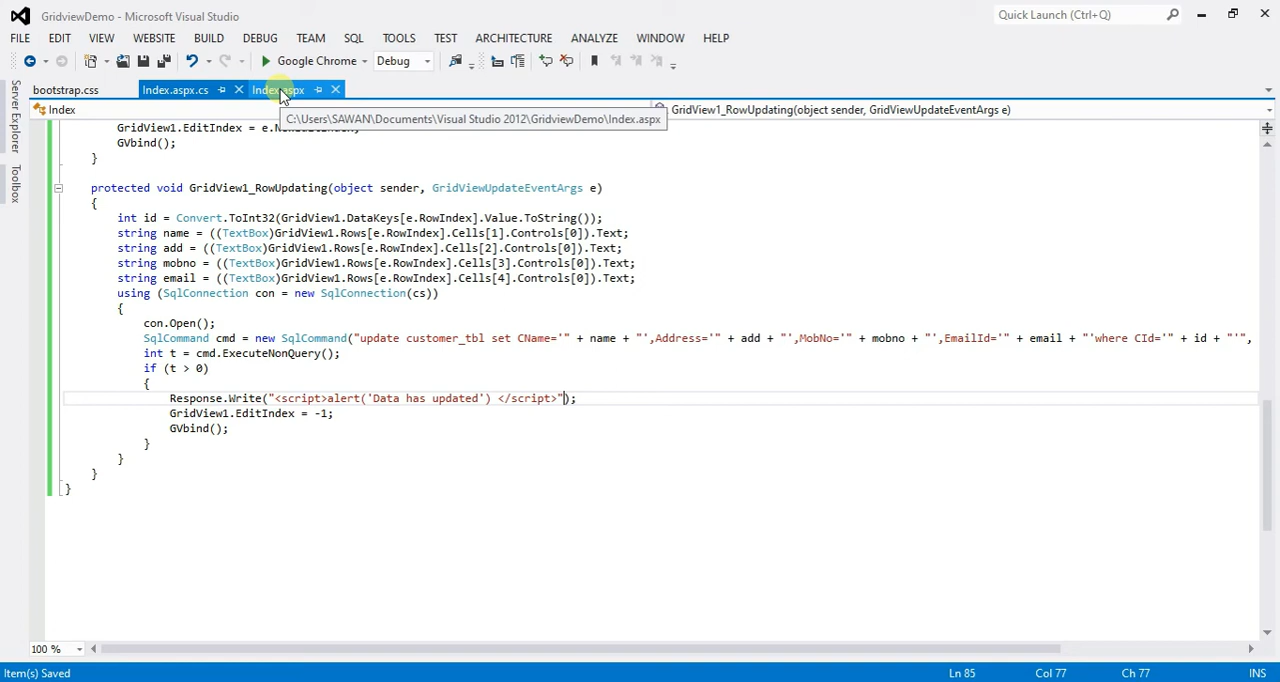 GridviewDemo - Microsoft Visual Studio
Quick Launch (Ctrl+Q)
FILE EDIT VIEW WEBSITE BUILD DEBUG TEAM SQL TOOLS TEST ARCHITECTURE ANALYZE WINDOW HELP
Google Chrome Debug
bootstrap.css Index.aspx.cs Index.aspx
Index
GridView1_RowUpdating(object sender, GridViewUpdateEventArgs e)
C:\Users\SAWAN\Documents\Visual Studio 2012\GridviewDemo\Index.aspx
Server Explorer
Toolbox
GridView1.EditIndex = e.NewEditIndex;
GVbind();
}
protected void GridView1_RowUpdating(object sender, GridViewUpdateEventArgs e)
{
int id = Convert.ToInt32(GridView1.DataKeys[e.RowIndex].Value.ToString());
string name = ((TextBox)GridView1.Rows[e.RowIndex].Cells[1].Controls[0]).Text;
string add = ((TextBox)GridView1.Rows[e.RowIndex].Cells[2].Controls[0]).Text;
string mobno = ((TextBox)GridView1.Rows[e.RowIndex].Cells[3].Controls[0]).Text;
string email = ((TextBox)GridView1.Rows[e.RowIndex].Cells[4].Controls[0]).Text;
using (SqlConnection con = new SqlConnection(cs))
{
con.Open();
SqlCommand cmd = new SqlCommand("update customer_tbl set CName='" + name + "',Address='" + add + "',MobNo='" + mobno + "',EmailId='" + email + "'where CId='" + id + "'",
int t = cmd.ExecuteNonQuery();
if (t > 0)
{
Response.Write("<script>alert('Data has updated') </script>");
GridView1.EditIndex = -1;
GVbind();
}
}
}
}
100 %
Item(s) Saved Ln 85 Col 77 Ch 77 INS